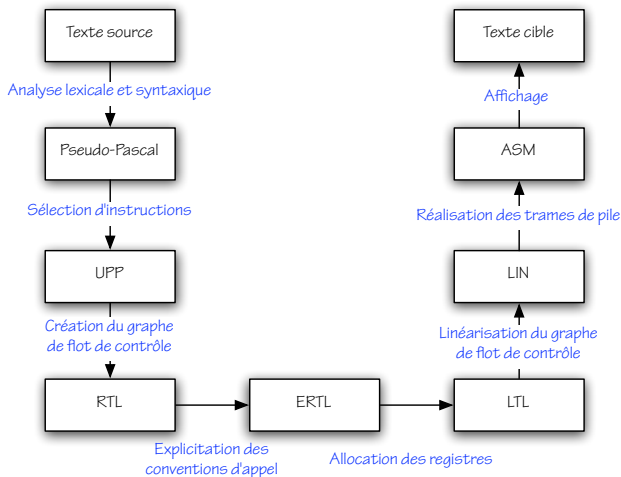 Texte source
Analyse lexicale et syntaxique
Pseudo-Pascal
Sélection d'instructions
UPP
Création du graphe
de flot de contrôle
RTL
Explicitation des
conventions d'appel
ERTL
Allocation des registres
LTL
Linéarisation du graphe
de flot de contrôle
LIN
Réalisation des trames de pile
ASM
Affichage
Texte cible